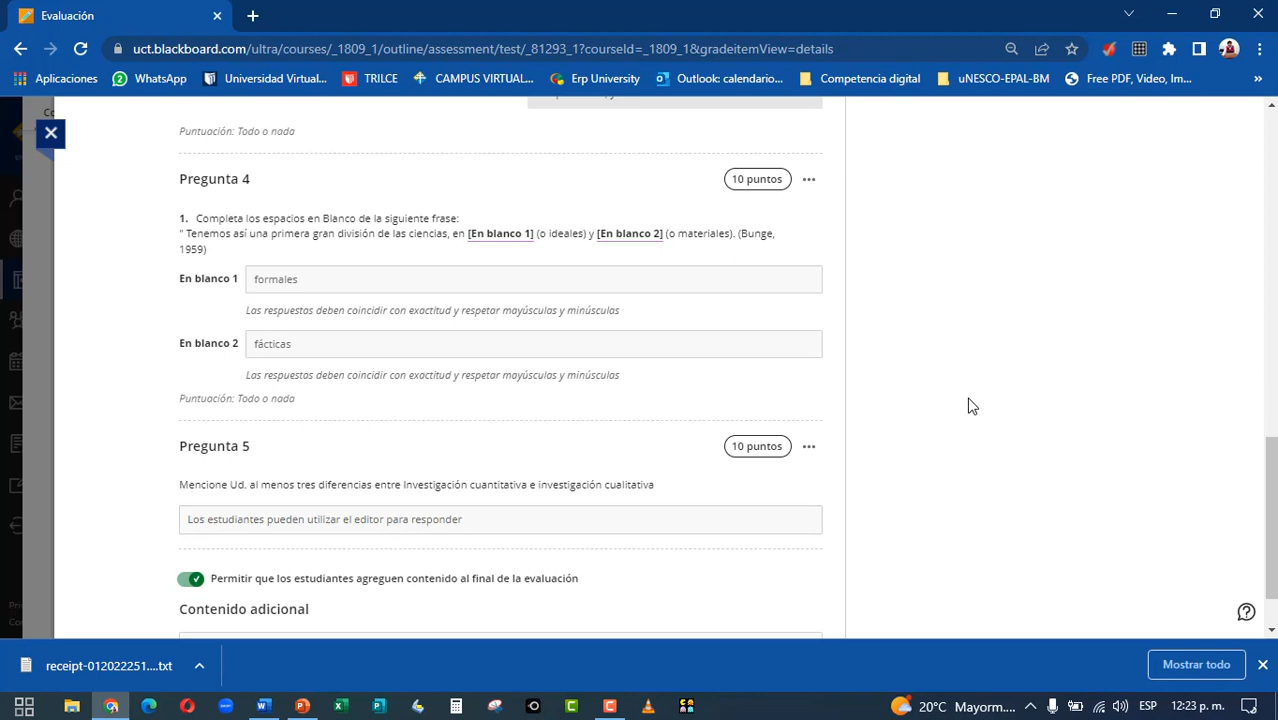 Evaluación
uct.blackboard.com/ultra/courses/_1809_1/outline/assessment/test/_81293_1?courseId=_1809_1&gradeitemView=details
Aplicaciones WhatsApp Universidad Virtual... TRILCE CAMPUS VIRTUAL... Erp University Outlook: calendario... Competencia digital uNESCO-EPAL-BM Free PDF, Video, Im... »
Puntuación: Todo o nada
Pregunta 4
10 puntos
1. Completa los espacios en Blanco de la siguiente frase:
" Tenemos así una primera gran división de las ciencias, en [En blanco 1] (o ideales) y [En blanco 2] (o materiales). (Bunge,
1959)
En blanco 1 formales
Las respuestas deben coincidir con exactitud y respetar mayúsculas y minúsculas
En blanco 2 fácticas
Las respuestas deben coincidir con exactitud y respetar mayúsculas y minúsculas
Puntuación: Todo o nada
Pregunta 5
10 puntos
Mencione Ud. al menos tres diferencias entre Investigación cuantitativa e investigación cualitativa
Los estudiantes pueden utilizar el editor para responder
Permitir que los estudiantes agreguen contenido al final de la evaluación
Contenido adicional
receipt-012022251....txt
Mostrar todo
20°C Mayorm... ESP 12:23 p. m.